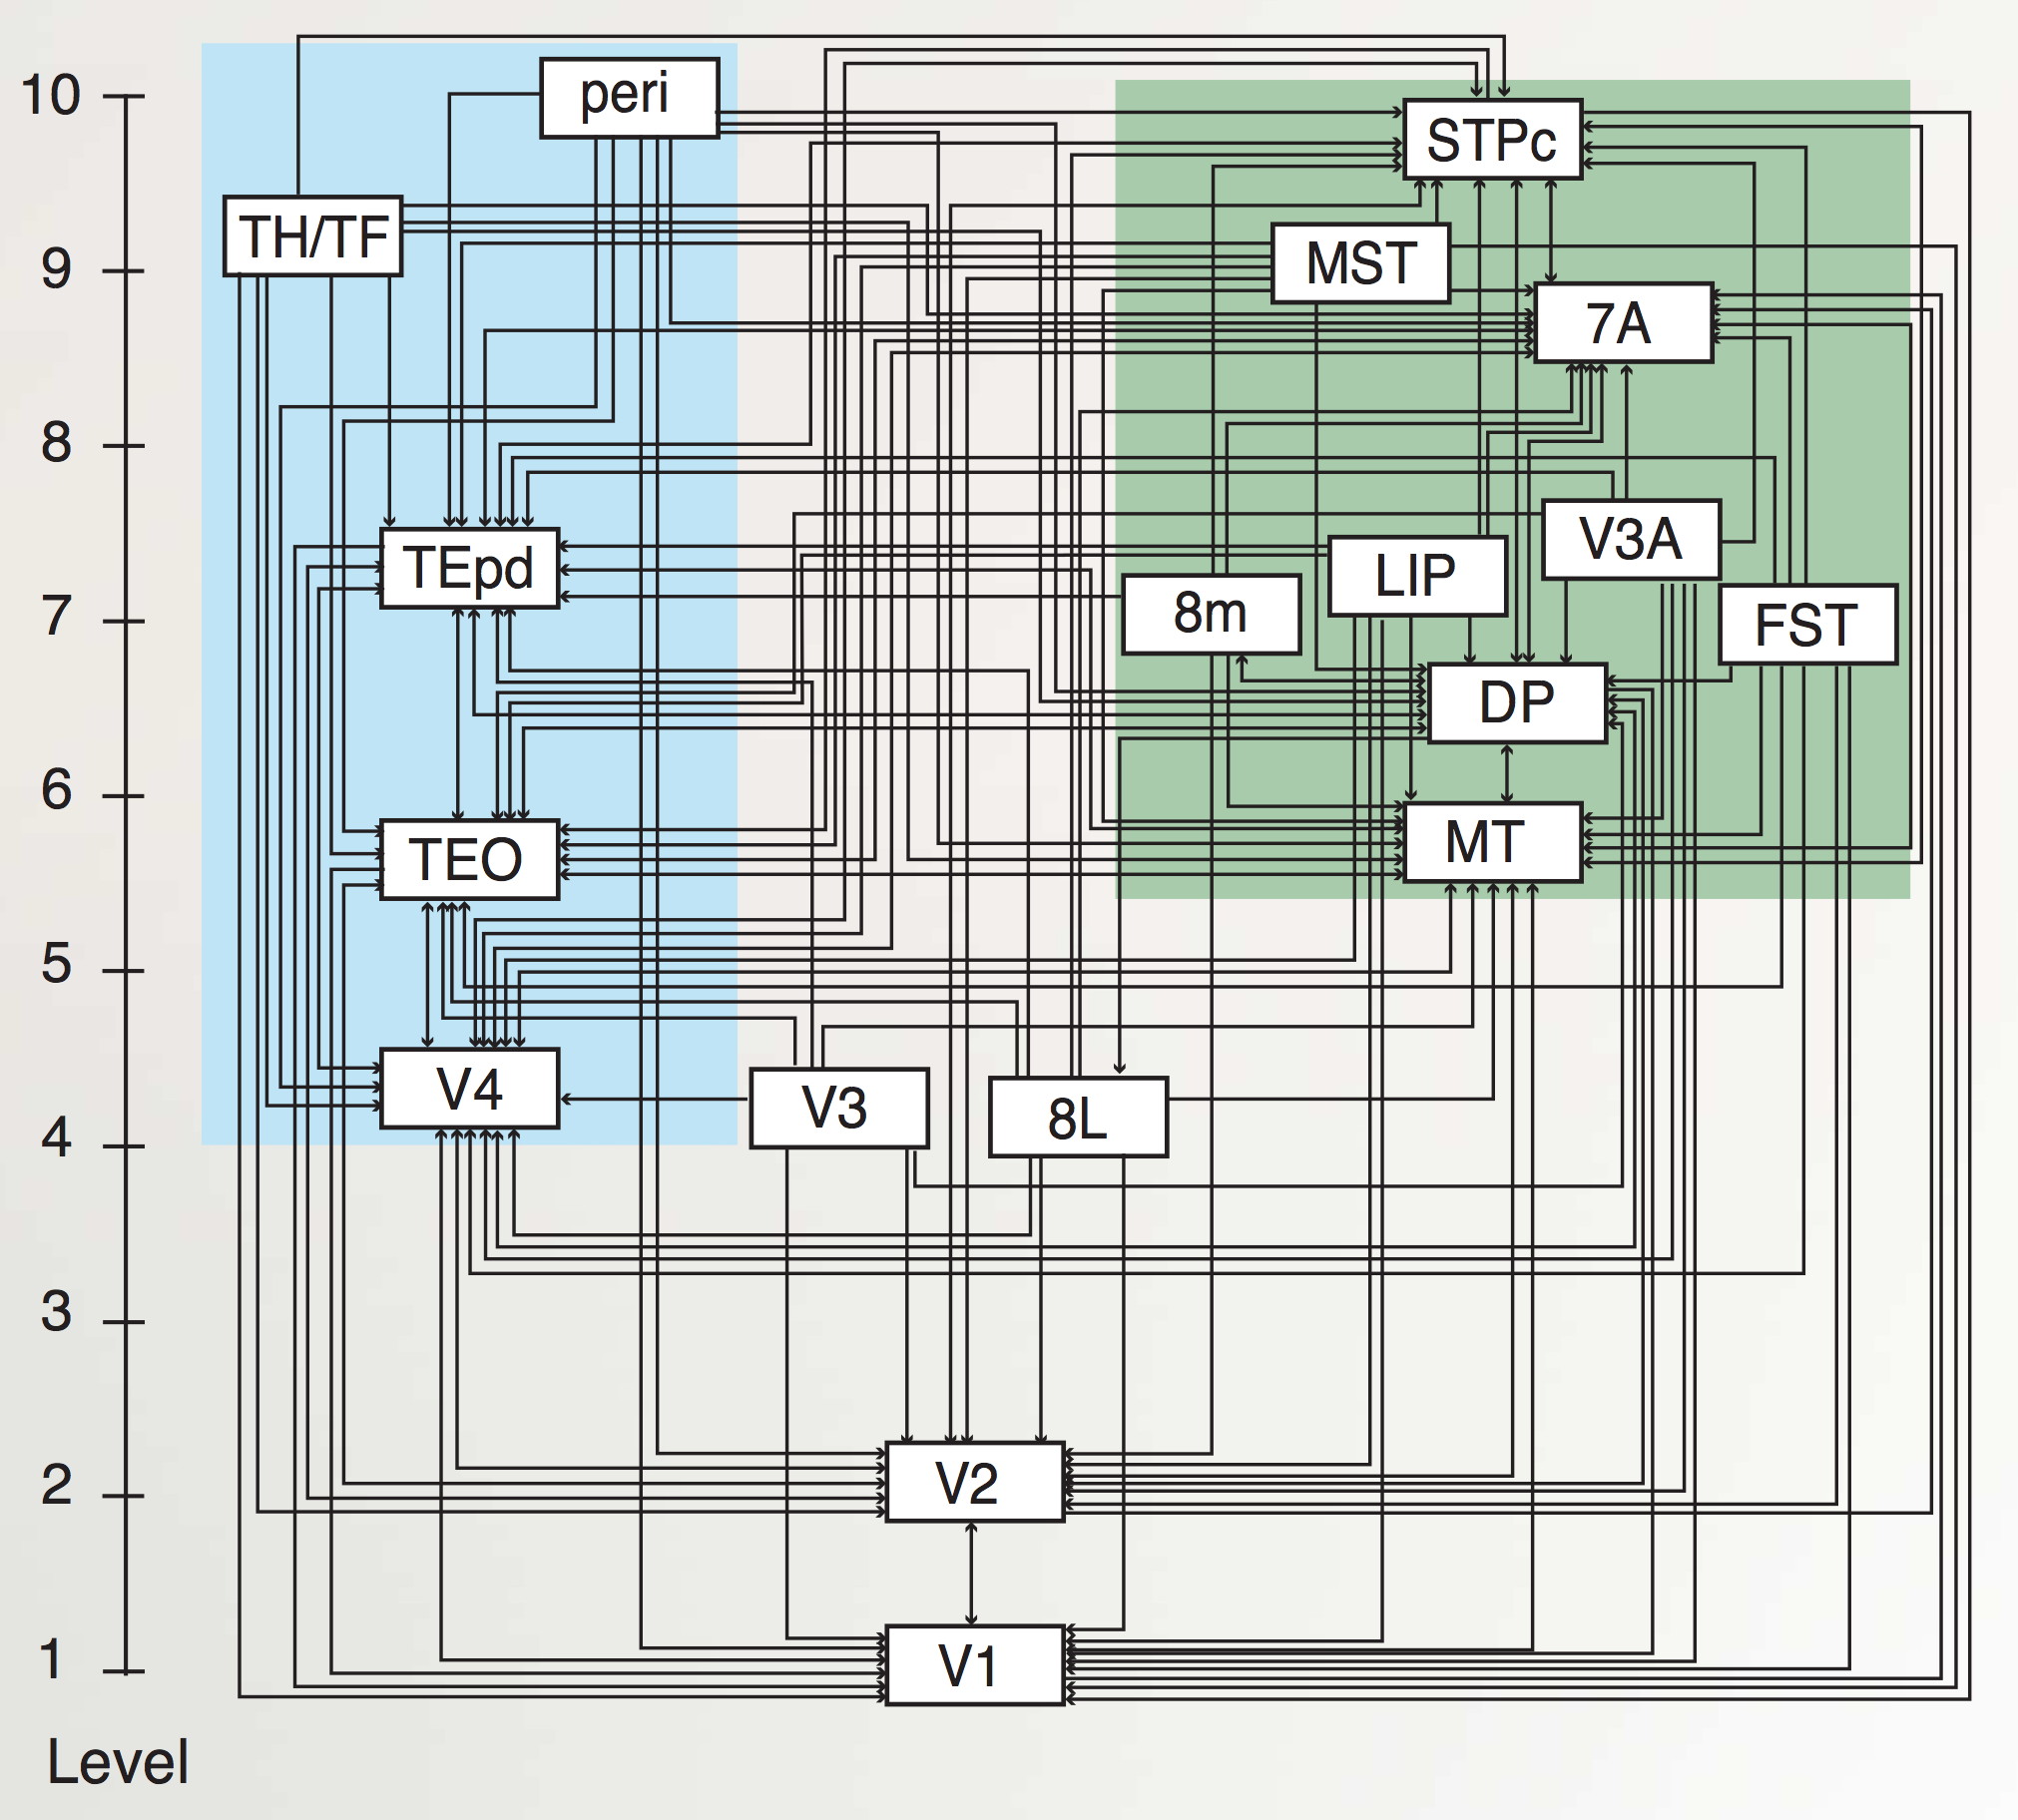 10
peri
STPc
TH/TF
MST
9
7A
8
V3A
TEpd
LIP
8m
FST
7
DP
6
TEO
MT
5
V4
V3
8L
4
3
V2
2
V1
1
Level